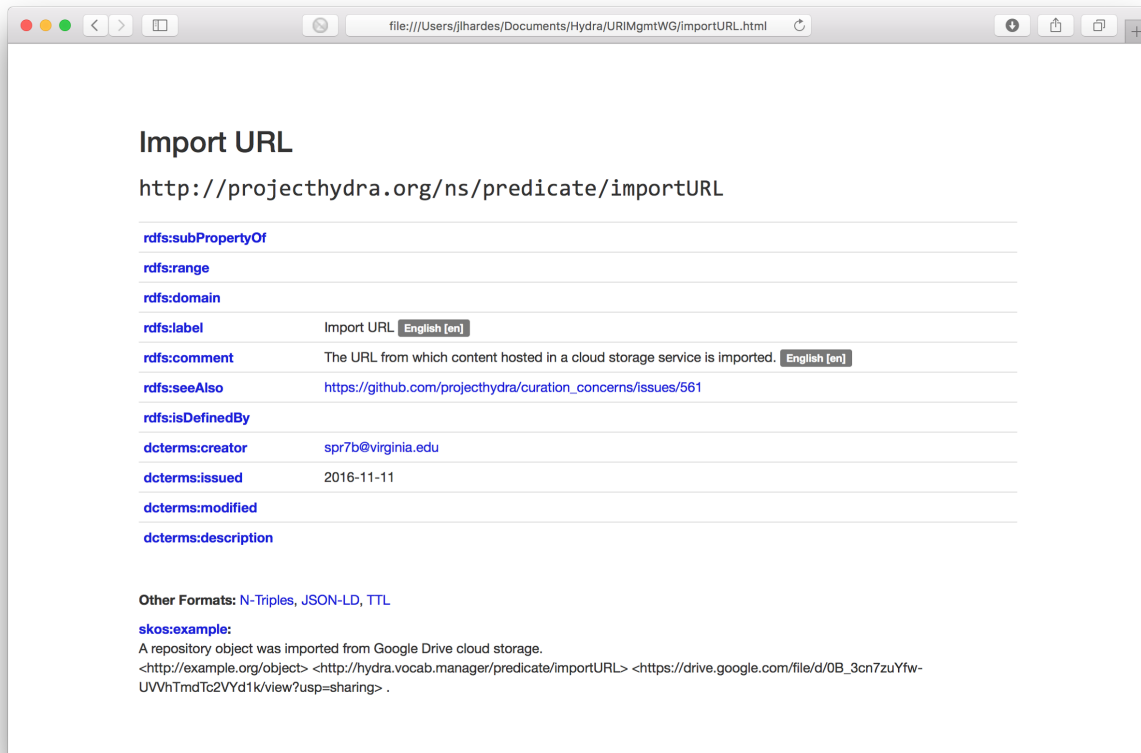 file:///Users/jlhardes/Documents/Hydra/URIMgmtWG/importURL.html
Import URL
http://projecthydra.org/ns/predicate/importURL
rdfs:subPropertyOf
rdfs:range
rdfs:domain
rdfs:label Import URL English [en]
rdfs:comment The URL from which content hosted in a cloud storage service is imported. English [en]
rdfs:seeAlso https://github.com/projecthydra/curation_concerns/issues/561
rdfs:isDefinedBy
dcterms:creator spr7b@virginia.edu
dcterms:issued 2016-11-11
dcterms:modified
dcterms:description
Other Formats: N-Triples, JSON-LD, TTL
skos:example:
A repository object was imported from Google Drive cloud storage.
<http://example.org/object> <http://hydra.vocab.manager/predicate/importURL> <https://drive.google.com/file/d/0B_3cn7zuYfw-
UVVhTmdTc2VYd1k/view?usp=sharing> .